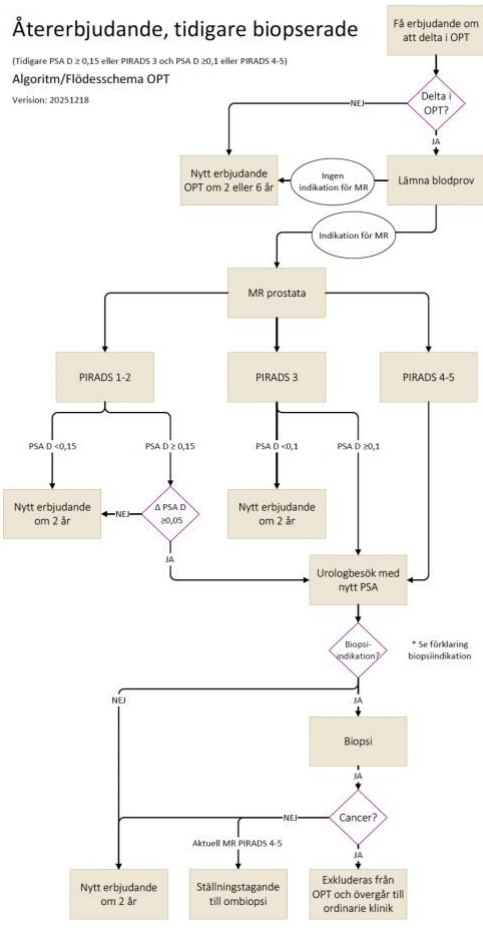 Återerbjudande, tidigare biopserade
(Tidigare PSA D ≥ 0,15 eller PIRADS 3 och PSA D ≥0,1 eller PIRADS 4-5)
Algoritm/Flödesschema OPT
Verision: 20251218
Få erbjudande om
att delta i OPT
Delta i
OPT?
NEJ
JA
Nytt erbjudande
OPT om 2 eller 6 år
Ingen
indikation för MR
Lämna blodprov
Indikation för MR
MR prostata
PIRADS 1-2
PIRADS 3
PIRADS 4-5
PSA D <0,15
PSA D ≥ 0,15
PSA D <0,1
PSA D ≥0,1
Nytt erbjudande
om 2 år
NEJ
Δ PSA D
≥0,05
Nytt erbjudande
om 2 år
JA
Urologbesök med
nytt PSA
Biopsi-
indikation?
* Se förklaring
biopsiindikation
NEJ
JA
Biopsi
JA
NEJ
Cancer?
Aktuell MR PIRADS 4-5
JA
Nytt erbjudande
om 2 år
Ställningstagande
till ombiopsi
Exkluderas från
OPT och övergår till
ordinarie klinik